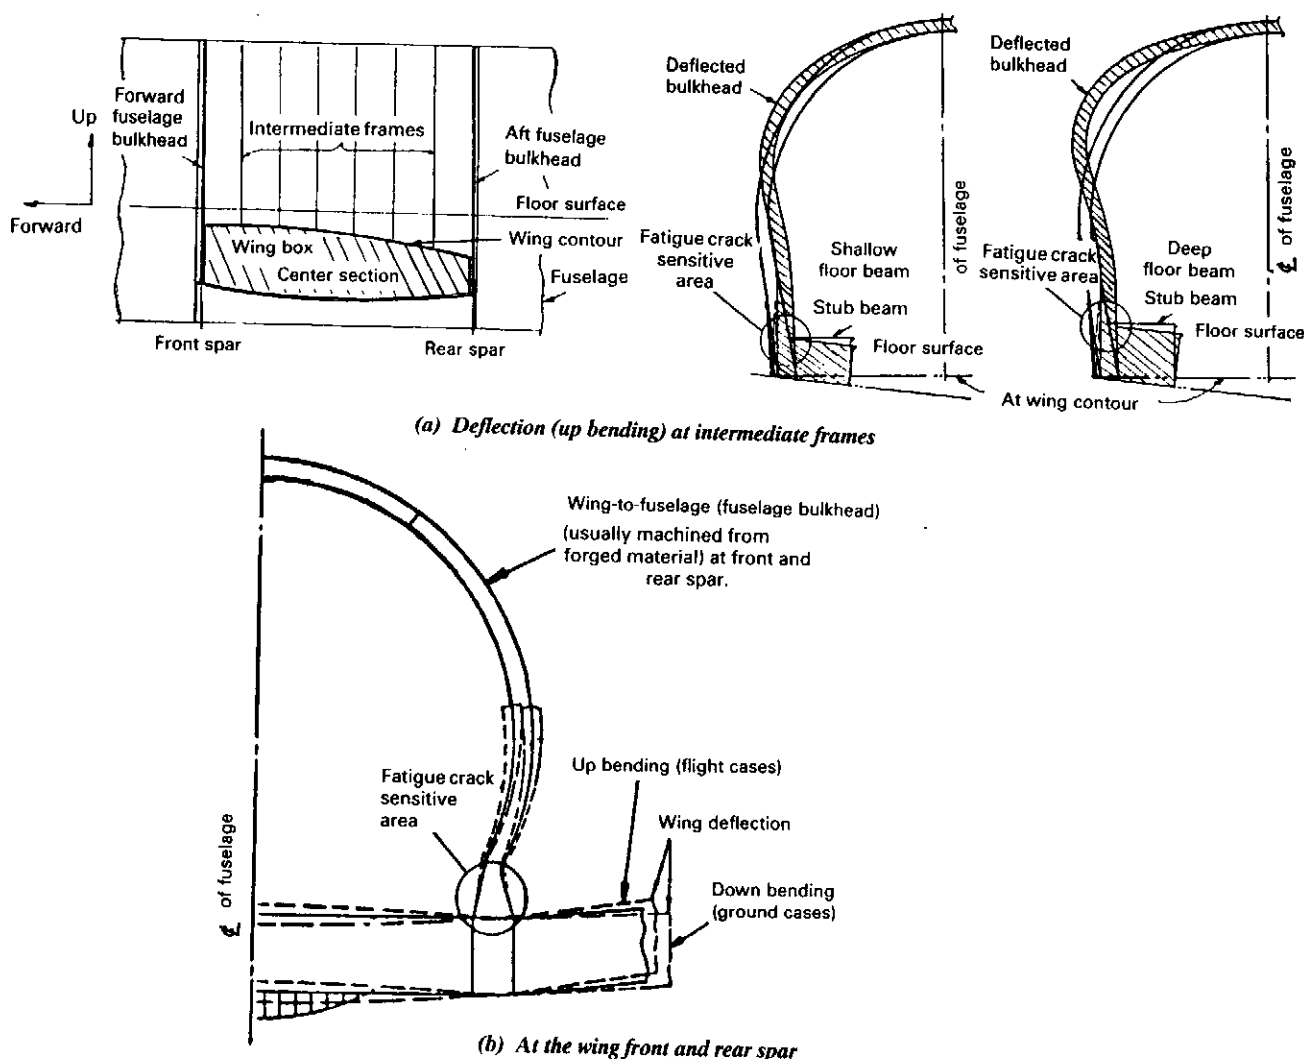 Forward
fuselage
bulkhead
Up
Forward
Intermediate frames
Aft fuselage
bulkhead
Floor surface
Wing contour
Wing box
Center section
Fuselage
Front spar
Rear spar
Deflected
bulkhead
Fatigue crack
sensitive
area
Shallow
floor beam
Stub beam
Floor surface
℄ of fuselage
Deflected
bulkhead
Fatigue crack
sensitive area
Deep
floor beam
Stub beam
Floor surface
℄ of fuselage
At wing contour
(a) Deflection (up bending) at intermediate frames
Wing-to-fuselage (fuselage bulkhead)
(usually machined from
forged material) at front and
rear spar.
Fatigue crack
sensitive
area
Up bending (flight cases)
Wing deflection
Down bending
(ground cases)
℄ of fuselage
(b) At the wing front and rear spar